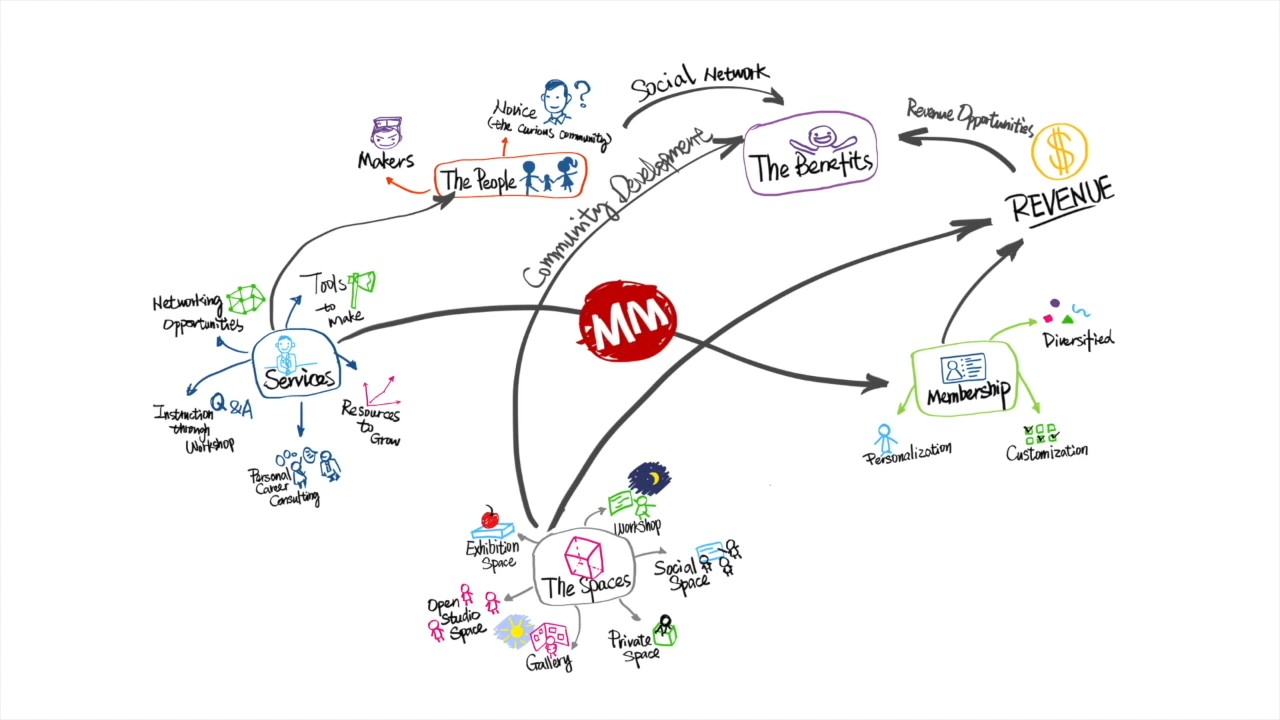 Social Network
Novice
(the curious community)
Makers
The People
Community Development
The Benefits
Revenue Opportunities
$
REVENUE
Networking
Opportunities
Tools
to
Make
Services
Instruction
through
Workshop
Q&A
Resources
to
Grow
Personal
Career
Consulting
MM
Diversified
Membership
Personalization
Customization
Exhibition
Space
Workshop
The Spaces
Social
Space
Open
Studio
Space
Gallery
Private
Space